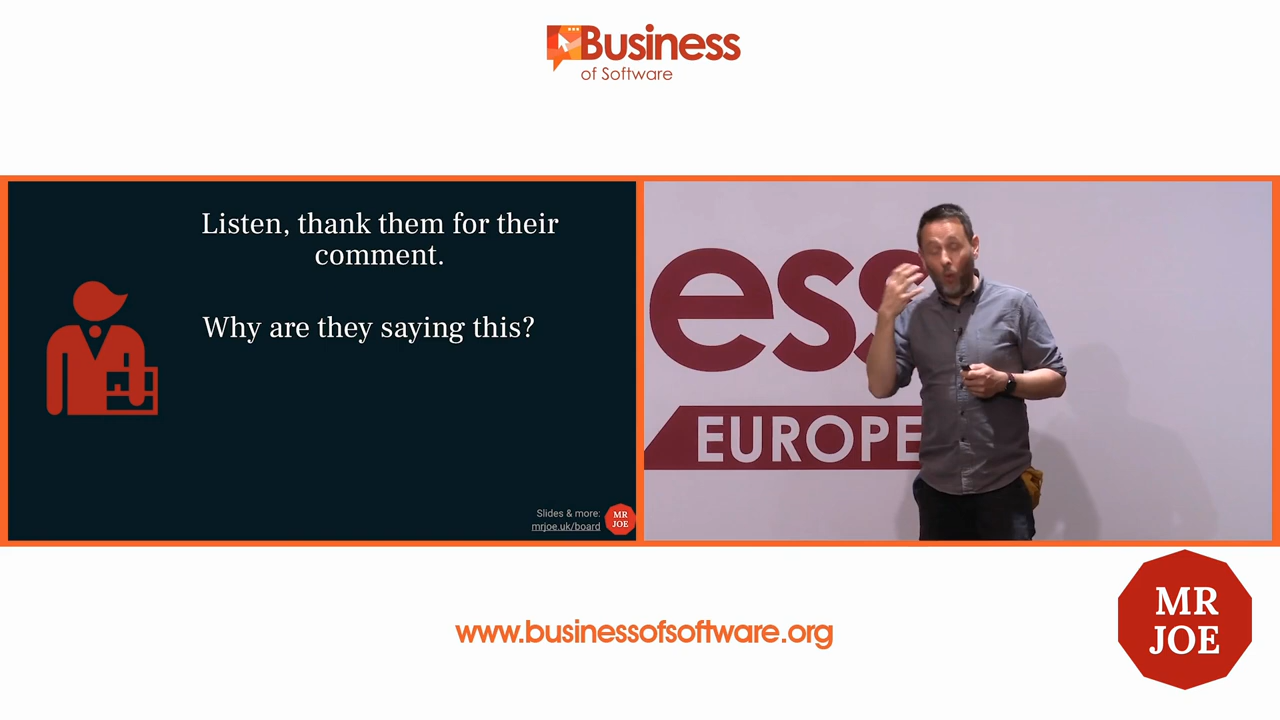 Business
of Software
Listen, thank them for their
comment.
Why are they saying this?
Slides & more:
mrjoe.uk/board
MR
JOE
ess
EUROPE
www.businessofsoftware.org
MR
JOE